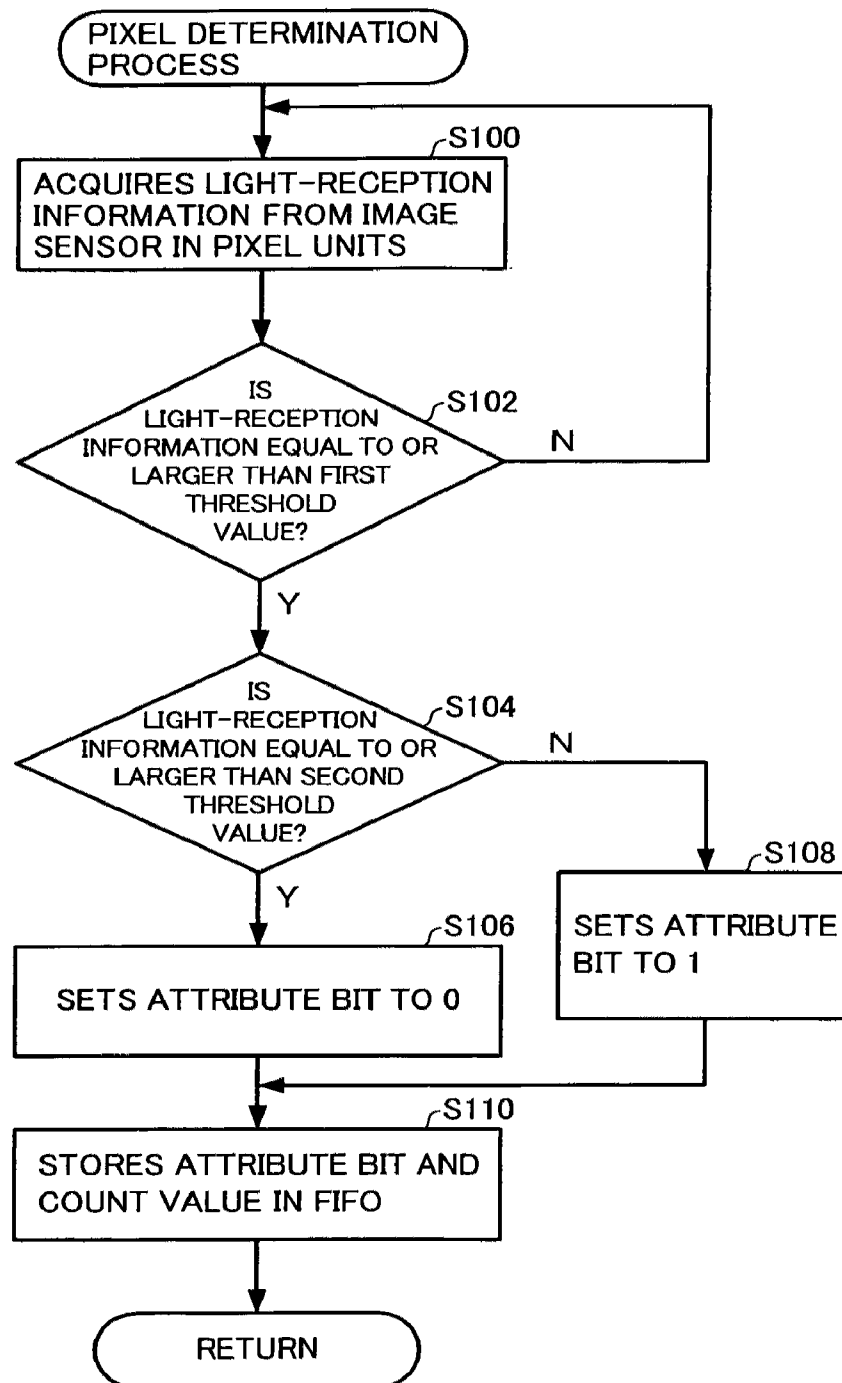 PIXEL DETERMINATION
PROCESS
S100
ACQUIRES LIGHT-RECEPTION
INFORMATION FROM IMAGE
SENSOR IN PIXEL UNITS
S102
IS
LIGHT-RECEPTION
INFORMATION EQUAL TO OR
LARGER THAN FIRST
THRESHOLD
VALUE?
N
Y
S104
IS
LIGHT-RECEPTION
INFORMATION EQUAL TO OR
LARGER THAN SECOND
THRESHOLD
VALUE?
N
Y
S108
SETS ATTRIBUTE
BIT TO 1
S106
SETS ATTRIBUTE BIT TO 0
S110
STORES ATTRIBUTE BIT AND
COUNT VALUE IN FIFO
RETURN